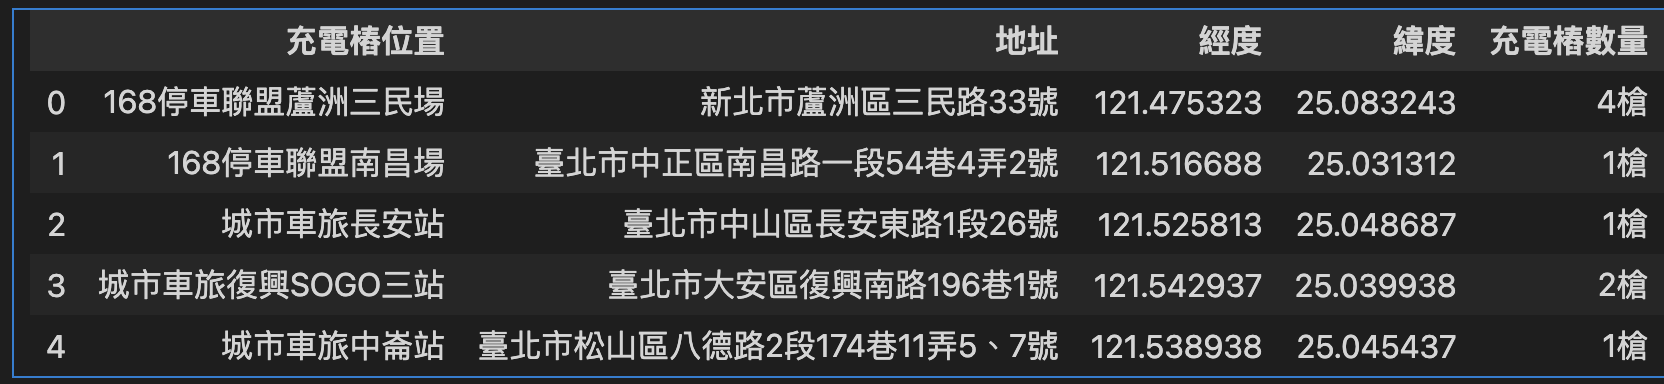 充電樁位置 地址 經度 緯度 充電樁數量
0 168停車聯盟蘆洲三民場 新北市蘆洲區三民路33號 121.475323 25.083243 4槍
1 168停車聯盟南昌場 臺北市中正區南昌路一段54巷4弄2號 121.516688 25.031312 1槍
2 城市車旅長安站 臺北市中山區長安東路1段26號 121.525813 25.048687 1槍
3 城市車旅復興SOGO三站 臺北市大安區復興南路196巷1號 121.542937 25.039938 2槍
4 城市車旅中崙站 臺北市松山區八德路2段174巷11弄5、7號 121.538938 25.045437 1槍